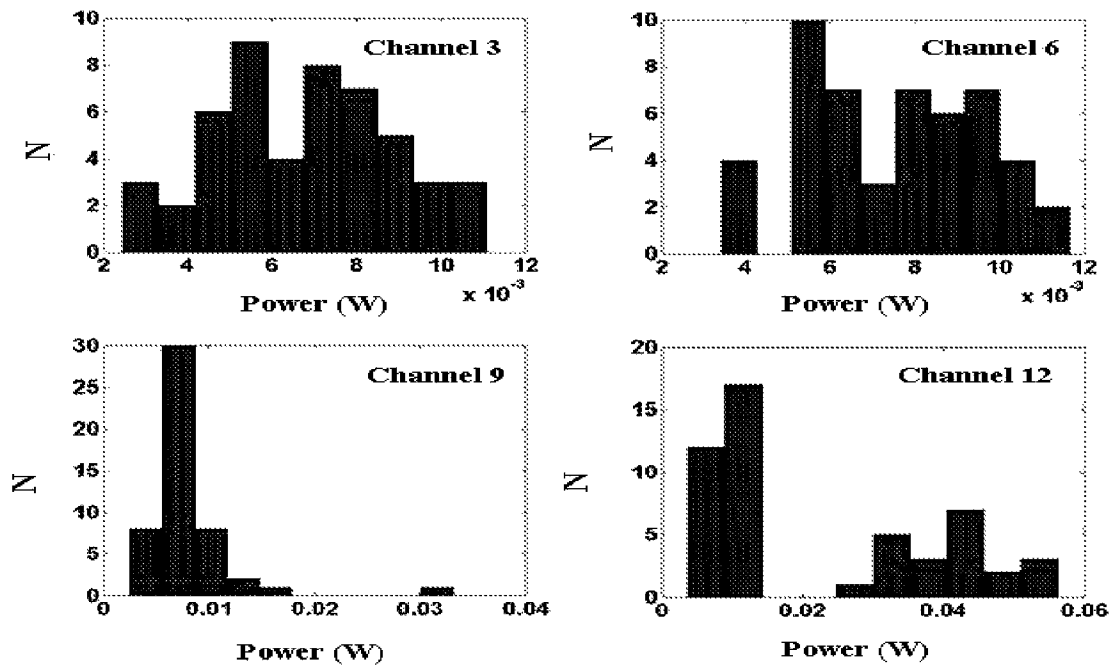 10
Channel 3
8
6
N
4
2
0
2 4 6 8 10 12
x 10⁻³
Power (W)
10
Channel 6
8
6
N
4
2
0
2 4 6 8 10 12
x 10⁻³
Power (W)
30
Channel 9
25
20
15
N
10
5
0
0 0.01 0.02 0.03 0.04
Power (W)
20
Channel 12
15
10
N
5
0
0 0.02 0.04 0.06
Power (W)